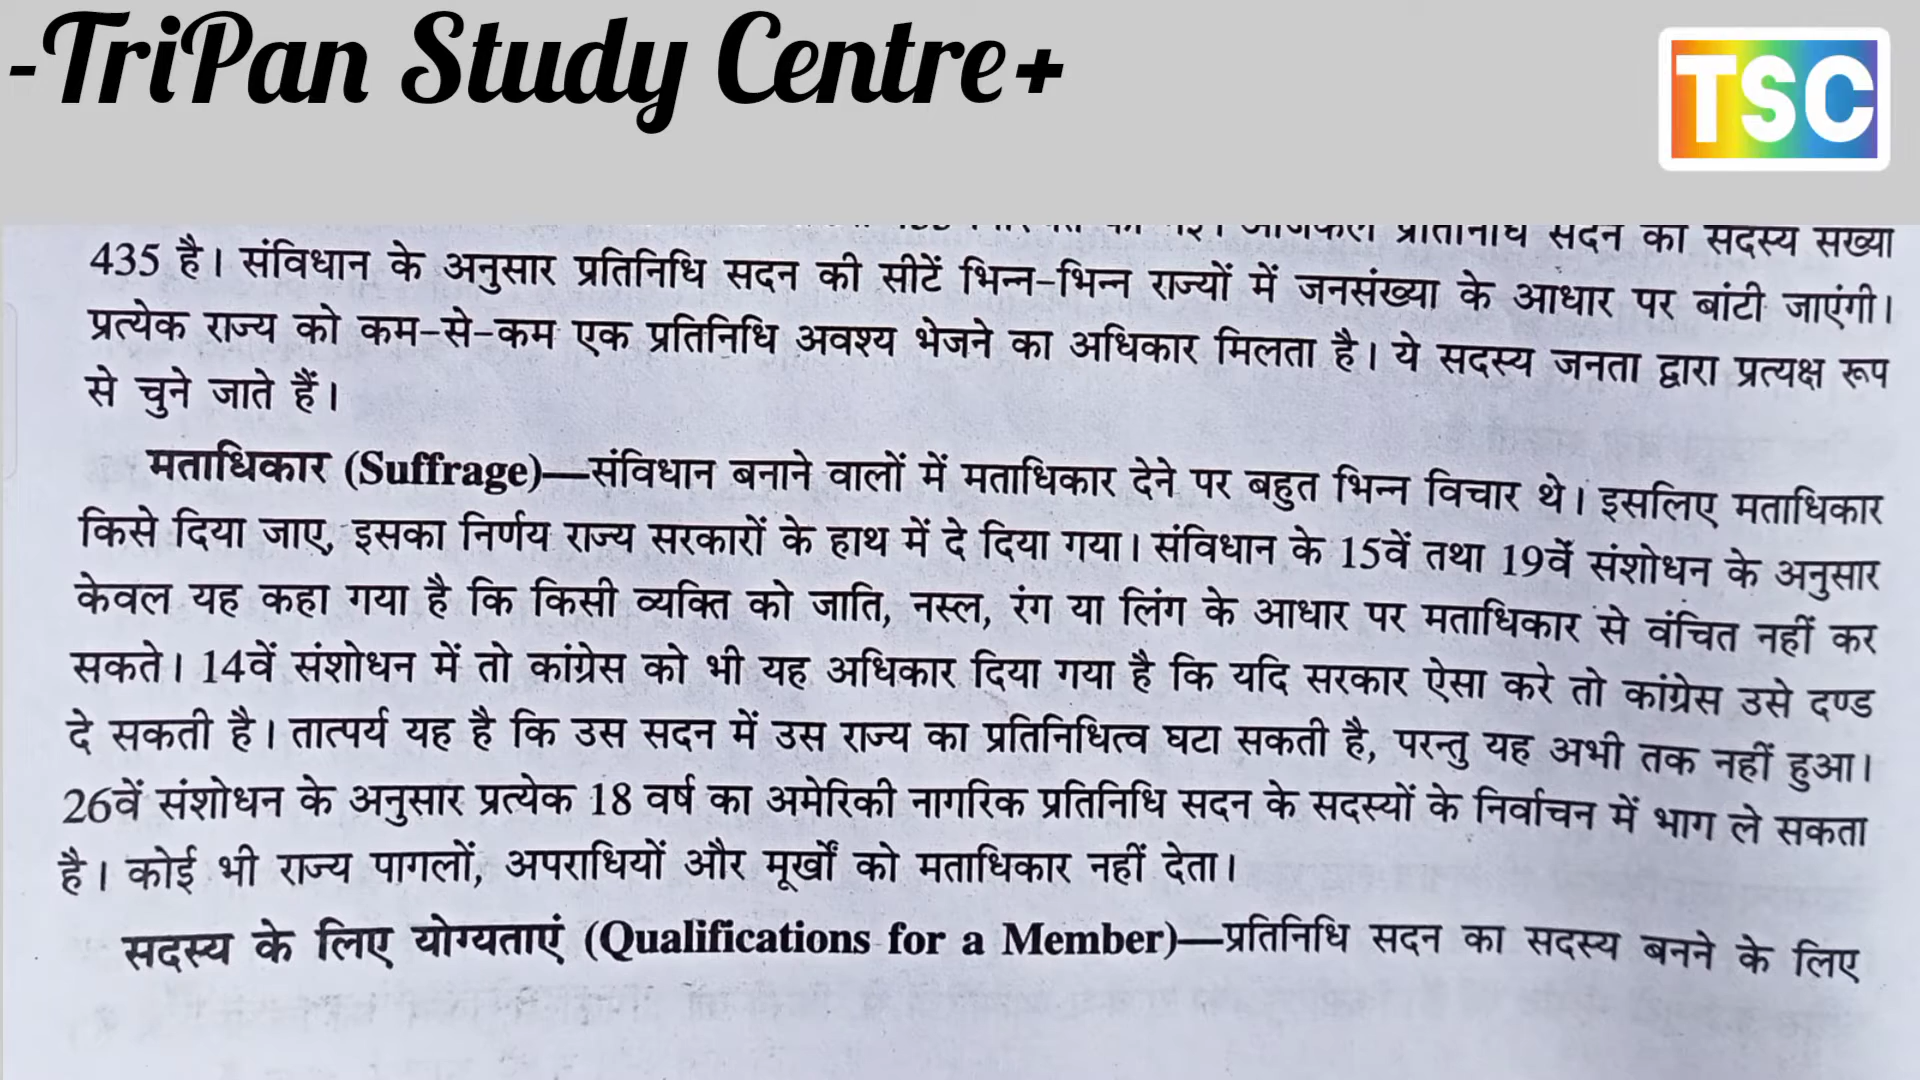 -TriPan Study Centre+
TSC
प्रतिनिधि सदन की सदस्य संख्या
435 है। संविधान के अनुसार प्रतिनिधि सदन की सीटें भिन्न-भिन्न राज्यों में जनसंख्या के आधार पर बांटी जाएंगी।
प्रत्येक राज्य को कम-से-कम एक प्रतिनिधि अवश्य भेजने का अधिकार मिलता है। ये सदस्य जनता द्वारा प्रत्यक्ष रूप
से चुने जाते हैं।
मताधिकार (Suffrage)—संविधान बनाने वालों में मताधिकार देने पर बहुत भिन्न विचार थे। इसलिए मताधिकार
किसे दिया जाए, इसका निर्णय राज्य सरकारों के हाथ में दे दिया गया। संविधान के 15वें तथा 19वें संशोधन के अनुसार
केवल यह कहा गया है कि किसी व्यक्ति को जाति, नस्ल, रंग या लिंग के आधार पर मताधिकार से वंचित नहीं कर
सकते। 14वें संशोधन में तो कांग्रेस को भी यह अधिकार दिया गया है कि यदि सरकार ऐसा करे तो कांग्रेस उसे दण्ड
दे सकती है। तात्पर्य यह है कि उस सदन में उस राज्य का प्रतिनिधित्व घटा सकती है, परन्तु यह अभी तक नहीं हुआ।
26वें संशोधन के अनुसार प्रत्येक 18 वर्ष का अमेरिकी नागरिक प्रतिनिधि सदन के सदस्यों के निर्वाचन में भाग ले सकता
है। कोई भी राज्य पागलों, अपराधियों और मूर्खों को मताधिकार नहीं देता।
सदस्य के लिए योग्यताएं (Qualifications for a Member)—प्रतिनिधि सदन का सदस्य बनने के लिए